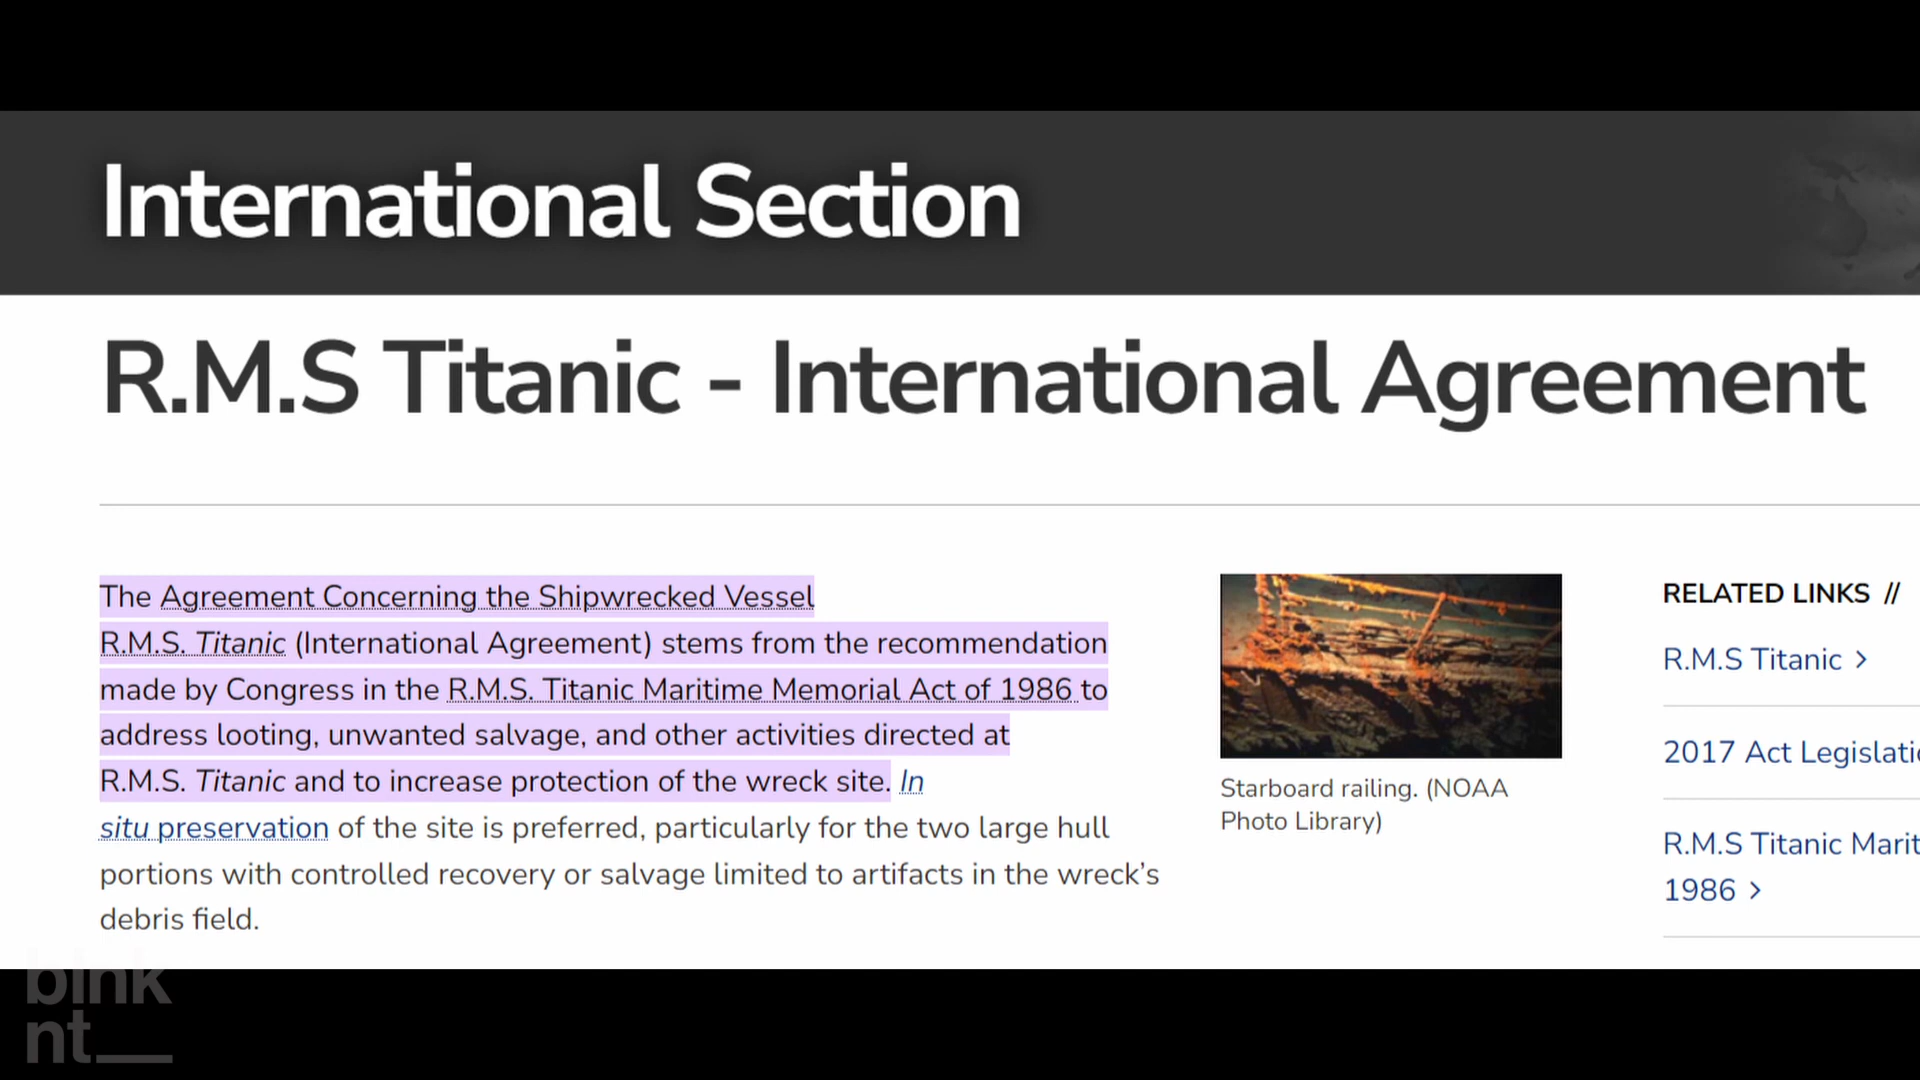 International Section
R.M.S Titanic - International Agreement
The Agreement Concerning the Shipwrecked Vessel
R.M.S. Titanic (International Agreement) stems from the recommendation
made by Congress in the R.M.S. Titanic Maritime Memorial Act of 1986 to
address looting, unwanted salvage, and other activities directed at
R.M.S. Titanic and to increase protection of the wreck site. In
situ preservation of the site is preferred, particularly for the two large hull
portions with controlled recovery or salvage limited to artifacts in the wreck's
debris field.
Starboard railing. (NOAA
Photo Library)
RELATED LINKS //
R.M.S Titanic >
2017 Act Legislatio
R.M.S Titanic Marit
1986 >
bink
nt__